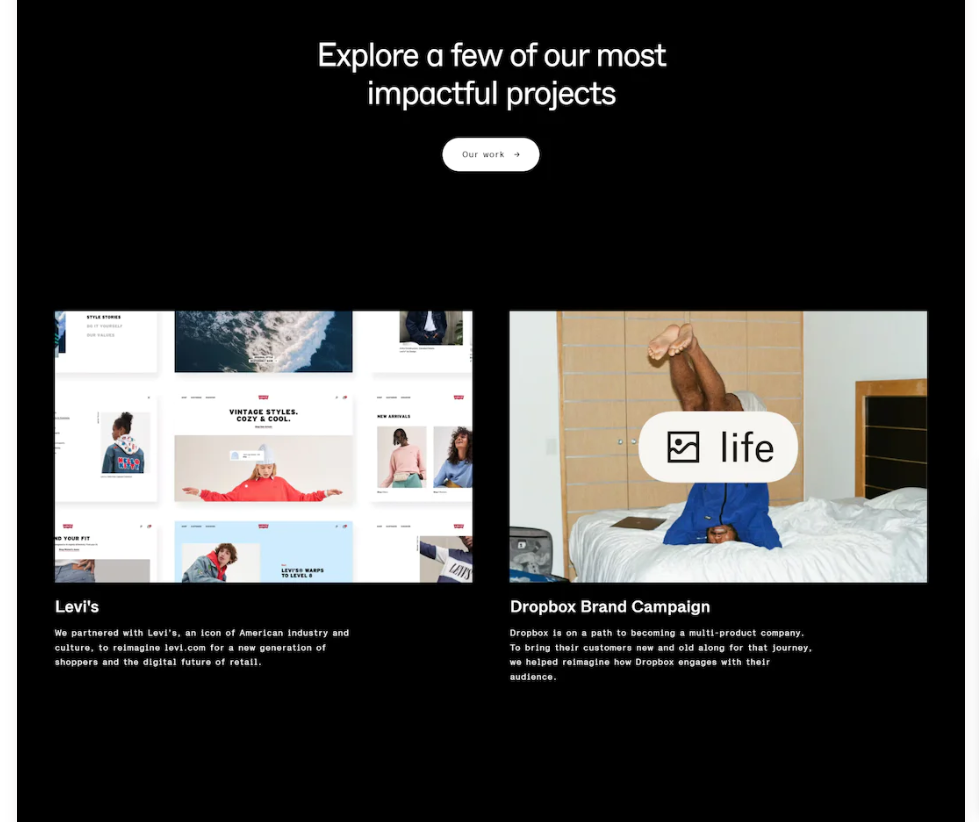 Explore a few of our most
impactful projects
Our work →
STYLE STORIES
DO IT YOURSELF
OUR VALUES
VINTAGE STYLES.
COZY & COOL.
NEW ARRIVALS
ND YOUR FIT
LEVI'S® WARPS
TO LEVEL 8
life
Levi's
We partnered with Levi's, an icon of American industry and
culture, to reimagine levi.com for a new generation of
shoppers and the digital future of retail.
Dropbox Brand Campaign
Dropbox is on a path to becoming a multi-product company.
To bring their customers new and old along for that journey,
we helped reimagine how Dropbox engages with their
audience.